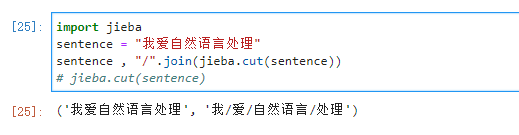 [25]: import jieba
sentence = "我爱自然语言处理"
sentence , "/".join(jieba.cut(sentence))
# jieba.cut(sentence)
[25]: ('我爱自然语言处理', '我/爱/自然语言/处理')